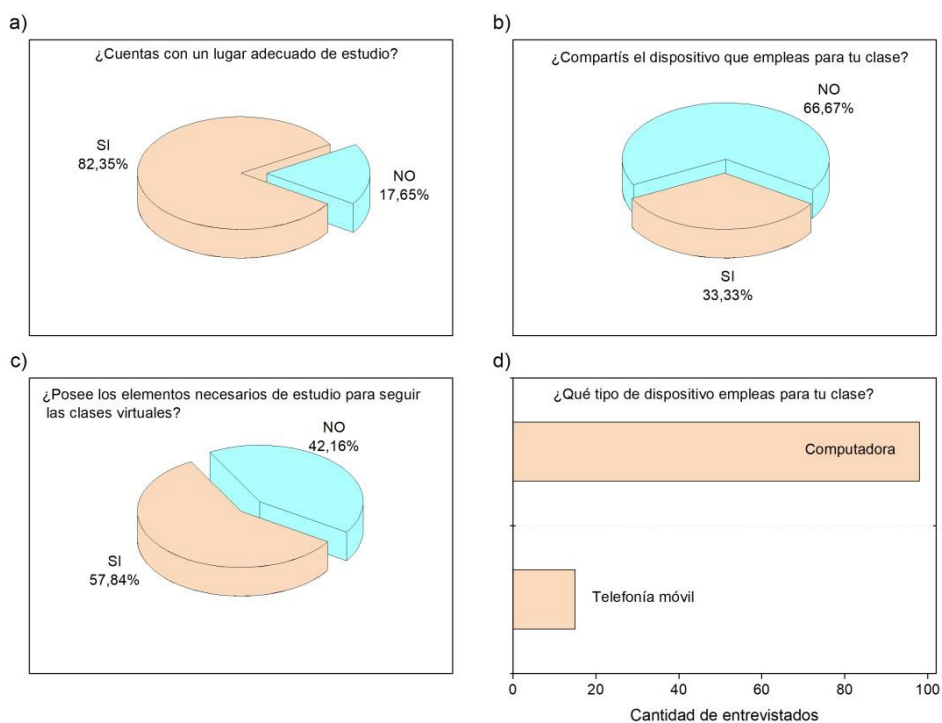 a)
¿Cuentas con un lugar adecuado de estudio?
SI
82,35%
NO
17,65%
b)
¿Compartís el dispositivo que empleas para tu clase?
NO
66,67%
SI
33,33%
c)
¿Posee los elementos necesarios de estudio para seguir
las clases virtuales?
NO
42,16%
SI
57,84%
d)
¿Qué tipo de dispositivo empleas para tu clase?
Computadora
Telefonía móvil
0 20 40 60 80 100
Cantidad de entrevistados